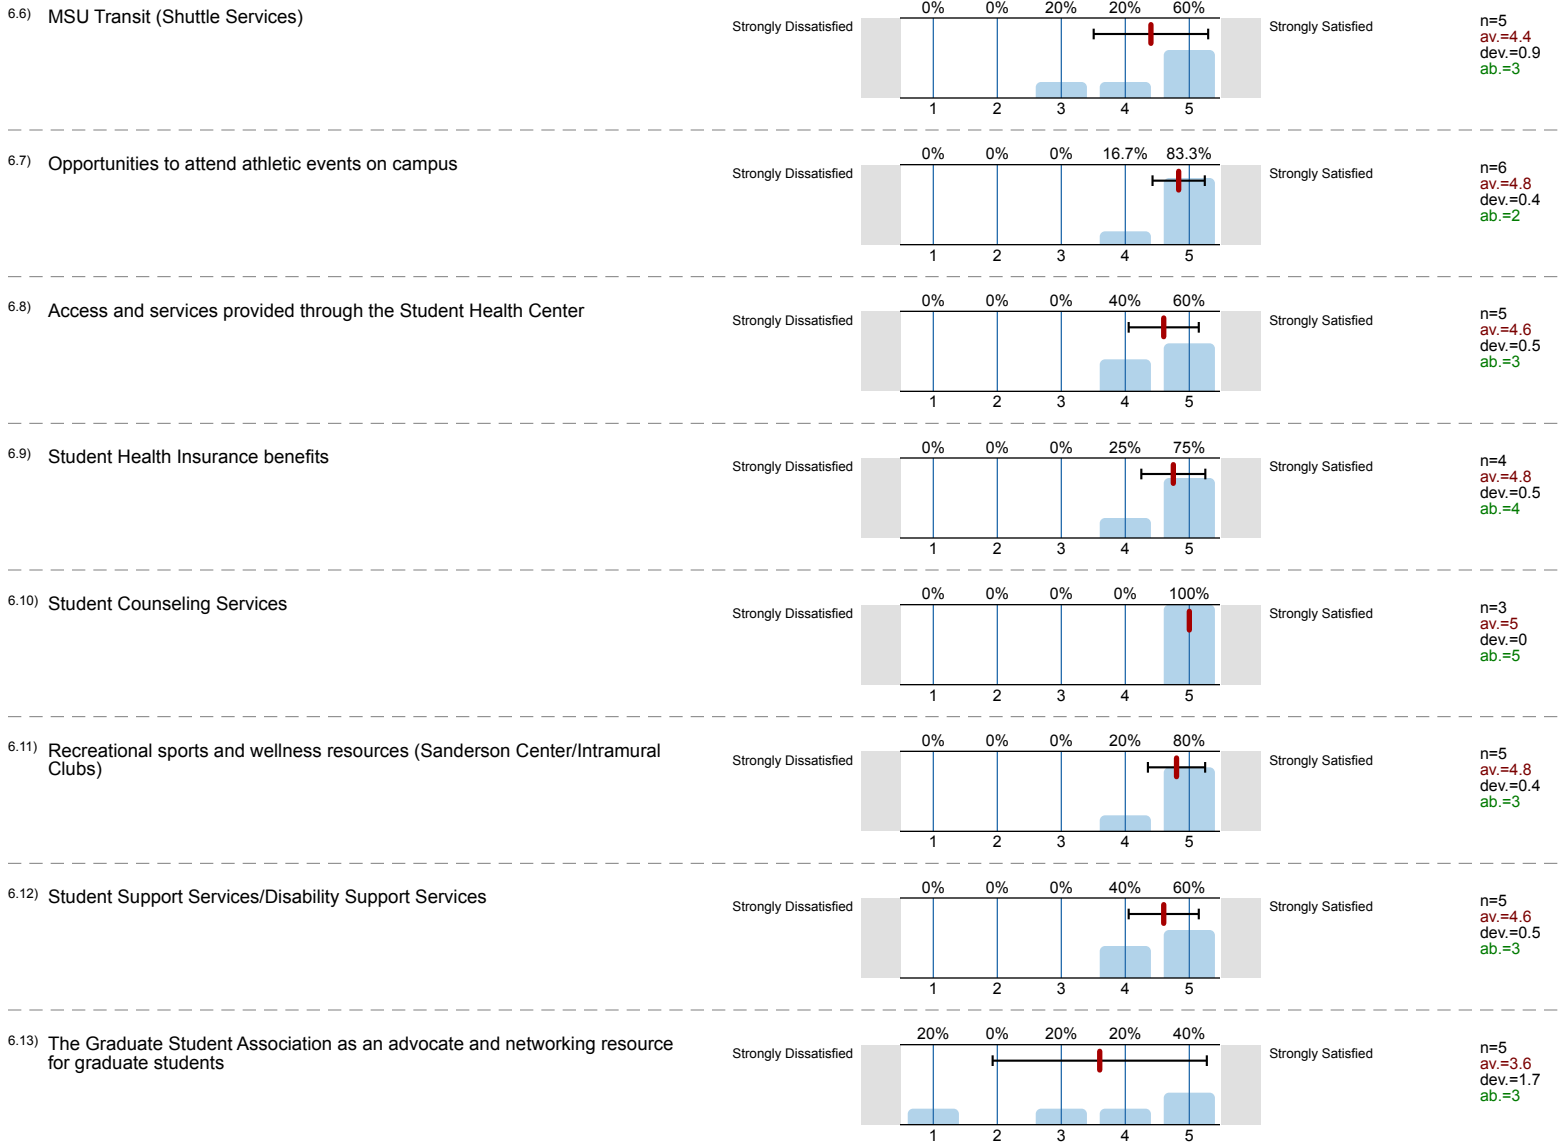 6.6) MSU Transit (Shuttle Services)
0% 0% 20% 20% 60%
Strongly Dissatisfied
Strongly Satisfied
1 2 3 4 5
n=5
av.=4.4
dev.=0.9
ab.=3
6.7) Opportunities to attend athletic events on campus
0% 0% 0% 16.7% 83.3%
Strongly Dissatisfied
Strongly Satisfied
1 2 3 4 5
n=6
av.=4.8
dev.=0.4
ab.=2
6.8) Access and services provided through the Student Health Center
0% 0% 0% 40% 60%
Strongly Dissatisfied
Strongly Satisfied
1 2 3 4 5
n=5
av.=4.6
dev.=0.5
ab.=3
6.9) Student Health Insurance benefits
0% 0% 0% 25% 75%
Strongly Dissatisfied
Strongly Satisfied
1 2 3 4 5
n=4
av.=4.8
dev.=0.5
ab.=4
6.10) Student Counseling Services
0% 0% 0% 0% 100%
Strongly Dissatisfied
Strongly Satisfied
1 2 3 4 5
n=3
av.=5
dev.=0
ab.=5
6.11) Recreational sports and wellness resources (Sanderson Center/Intramural
Clubs)
0% 0% 0% 20% 80%
Strongly Dissatisfied
Strongly Satisfied
1 2 3 4 5
n=5
av.=4.8
dev.=0.4
ab.=3
6.12) Student Support Services/Disability Support Services
0% 0% 0% 40% 60%
Strongly Dissatisfied
Strongly Satisfied
1 2 3 4 5
n=5
av.=4.6
dev.=0.5
ab.=3
6.13) The Graduate Student Association as an advocate and networking resource
for graduate students
20% 0% 20% 20% 40%
Strongly Dissatisfied
Strongly Satisfied
1 2 3 4 5
n=5
av.=3.6
dev.=1.7
ab.=3